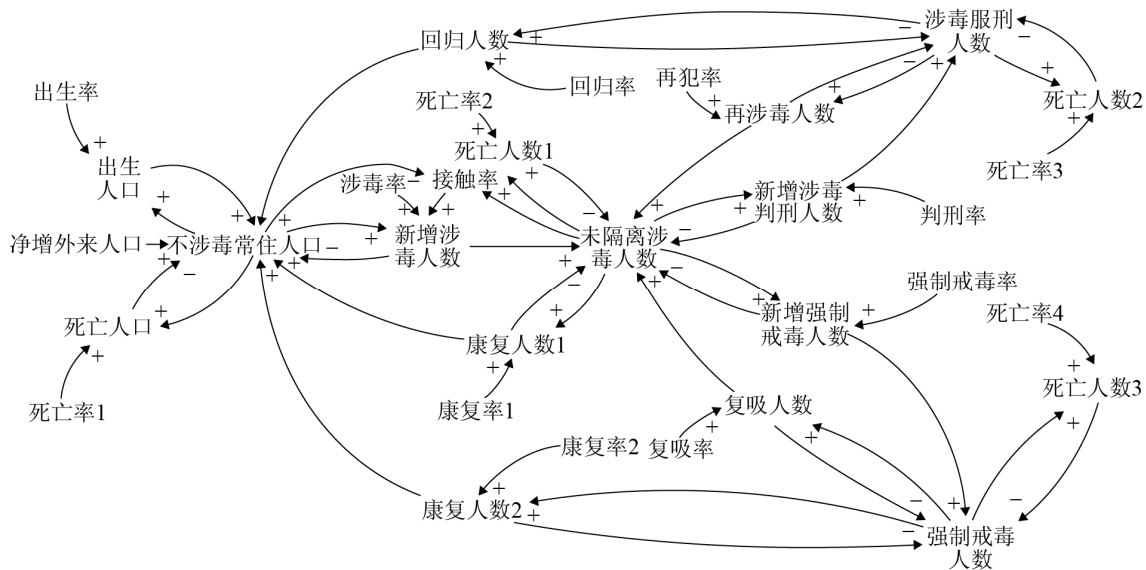 涉毒服刑
人数
回归人数
回归率
再犯率
出生率
死亡率2
再涉毒人数
死亡人数2
死亡人数1
出生
人口
涉毒率
接触率
死亡率3
新增涉毒
判刑人数
判刑率
净增外来人口
不涉毒常住人口
新增涉
毒人数
未隔离涉
毒人数
强制戒毒率
死亡人口
新增强制
戒毒人数
死亡率4
康复人数1
死亡人数3
死亡率1
康复率1
复吸人数
康复率2
复吸率
康复人数2
强制戒毒
人数